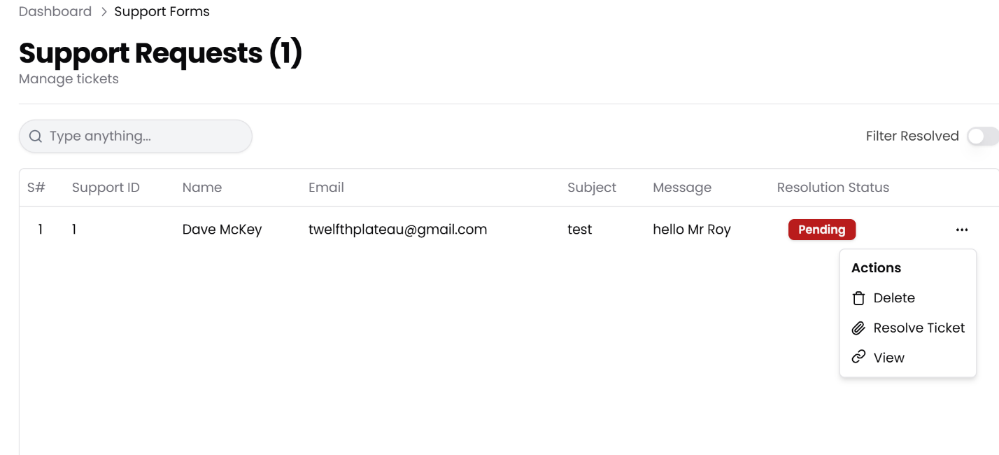 Dashboard > Support Forms
Support Requests (1)
Manage tickets
Type anything...
Filter Resolved
S# Support ID Name Email Subject Message Resolution Status
1 1 Dave McKey twelfthplateau@gmail.com test hello Mr Roy Pending ...
Actions
Delete
Resolve Ticket
View